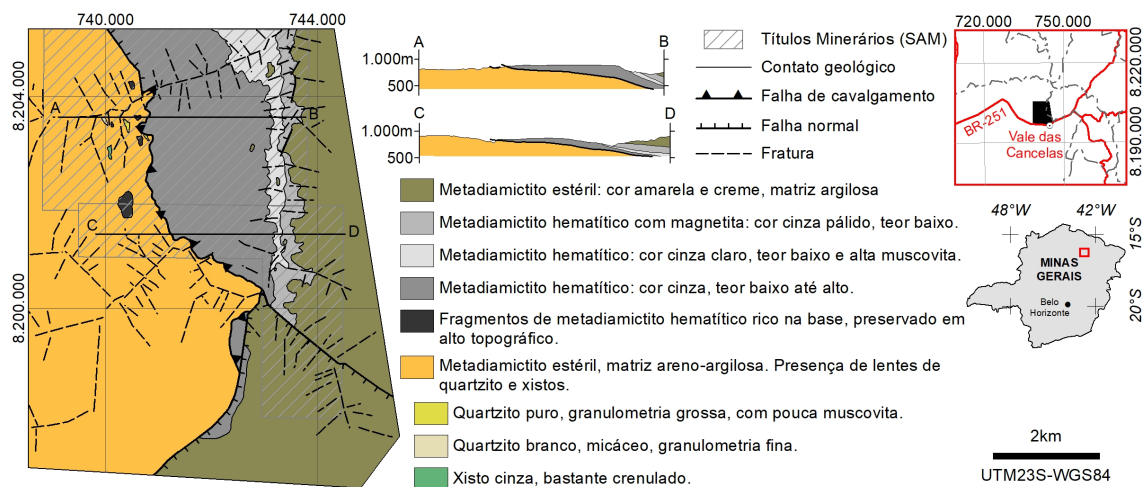 740.000
744.000
8.204.000
8.200.000
A
B
C
D
A
B
1.000m
500
C
D
1.000m
500
Títulos Minerários (SAM)
Contato geológico
Falha de cavalgamento
Falha normal
Fratura
Metadiamictito estéril: cor amarela e creme, matriz argilosa
Metadiamictito hematítico com magnetita: cor cinza pálido, teor baixo.
Metadiamictito hematítico: cor cinza claro, teor baixo e alta muscovita.
Metadiamictito hematítico: cor cinza, teor baixo até alto.
Fragmentos de metadiamictito hematítico rico na base, preservado em
alto topográfico.
Metadiamictito estéril, matriz areno-argilosa. Presença de lentes de
quartzito e xistos.
Quartzito puro, granulometria grossa, com pouca muscovita.
Quartzito branco, micáceo, granulometria fina.
Xisto cinza, bastante crenulado.
720.000
750.000
8.220.000
8.190.000
BR-251
Vale das
Cancelas
48°W
42°W
15°S
20°S
MINAS
GERAIS
Belo
Horizonte
2km
UTM23S-WGS84